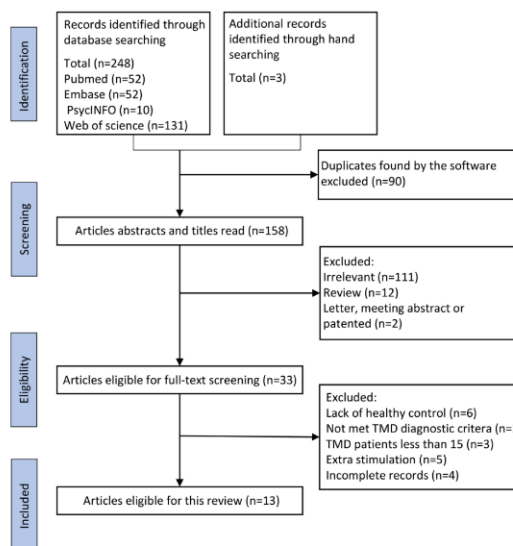 Identification
Records identified through
database searching
Total (n=248)
Pubmed (n=52)
Embase (n=52)
PsycINFO (n=10)
Web of science (n=131)
Additional records
identified through hand
searching
Total (n=3)
Duplicates found by the software
excluded (n=90)
Screening
Articles abstracts and titles read (n=158)
Excluded:
Irrelevant (n=111)
Review (n=12)
Letter, meeting abstract or
patented (n=2)
Eligibility
Articles eligible for full-text screening (n=33)
Excluded:
Lack of healthy control (n=6)
Not met TMD diagnostic critera (n=
TMD patients less than 15 (n=3)
Extra stimulation (n=5)
Incomplete records (n=4)
Included
Articles eligible for this review (n=13)